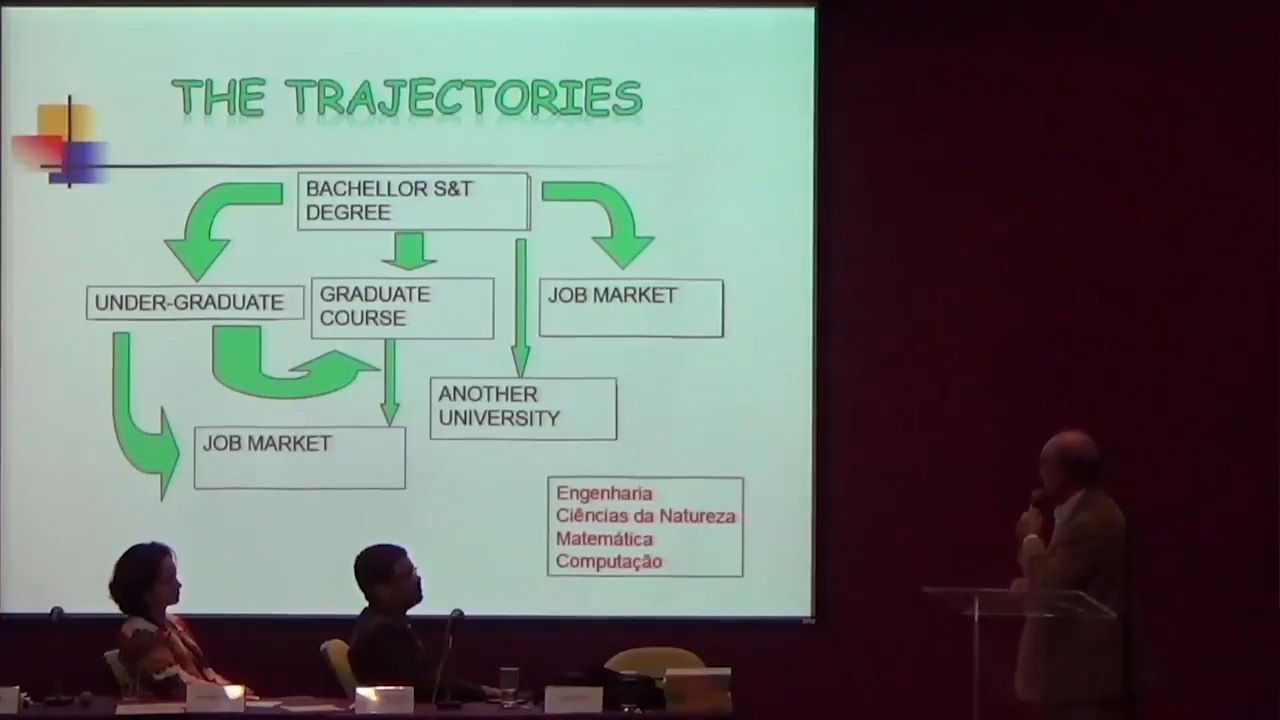 THE TRAJECTORIES
BACHELLOR S&T
DEGREE
UNDER-GRADUATE
GRADUATE
COURSE
JOB MARKET
ANOTHER
UNIVERSITY
JOB MARKET
Engenharia
Ciências da Natureza
Matemática
Computação